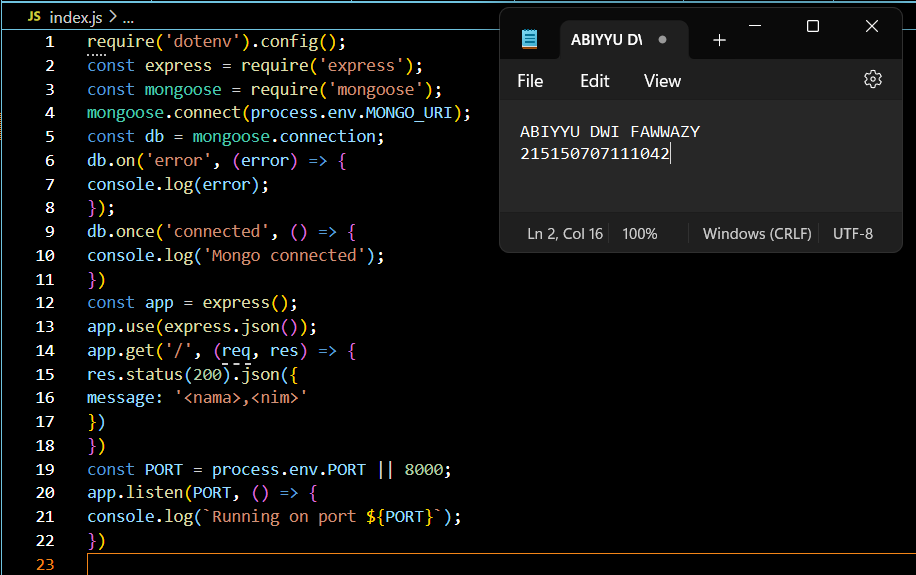 JS index.js > ...
1 require('dotenv').config();
2 const express = require('express');
3 const mongoose = require('mongoose');
4 mongoose.connect(process.env.MONGO_URI);
5 const db = mongoose.connection;
6 db.on('error', (error) => {
7 console.log(error);
8 });
9 db.once('connected', () => {
10 console.log('Mongo connected');
11 })
12 const app = express();
13 app.use(express.json());
14 app.get('/', (req, res) => {
15 res.status(200).json({
16 message: '<nama>,<nim>'
17 })
18 })
19 const PORT = process.env.PORT || 8000;
20 app.listen(PORT, () => {
21 console.log(`Running on port ${PORT}`);
22 })
23
ABIYYU DW
File Edit View
ABIYYU DWI FAWWAZY
215150707111042
Ln 2, Col 16 100% Windows (CRLF) UTF-8